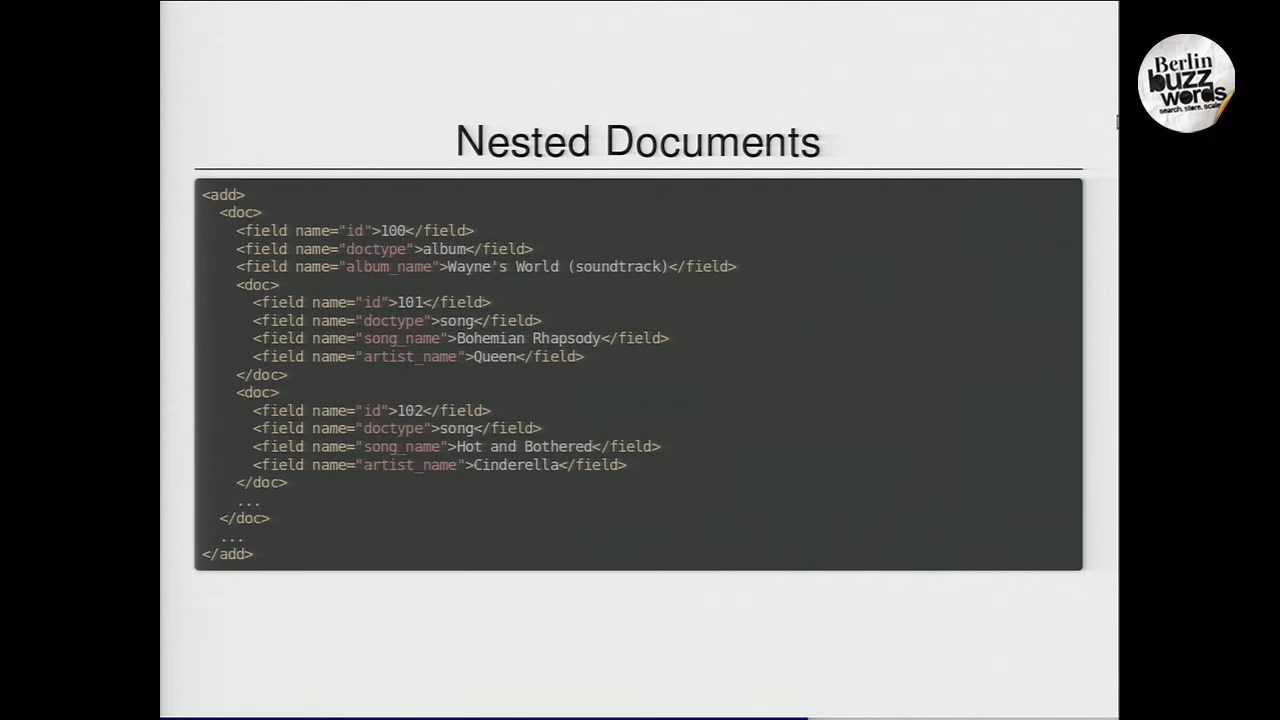 Berlin
buzz
words
search. store. scale.
Nested Documents
<add>
  <doc>
    <field name="id">100</field>
    <field name="doctype">album</field>
    <field name="album_name">Wayne's World (soundtrack)</field>
    <doc>
      <field name="id">101</field>
      <field name="doctype">song</field>
      <field name="song_name">Bohemian Rhapsody</field>
      <field name="artist_name">Queen</field>
    </doc>
    <doc>
      <field name="id">102</field>
      <field name="doctype">song</field>
      <field name="song_name">Hot and Bothered</field>
      <field name="artist_name">Cinderella</field>
    </doc>
    ...
  </doc>
  ...
</add>